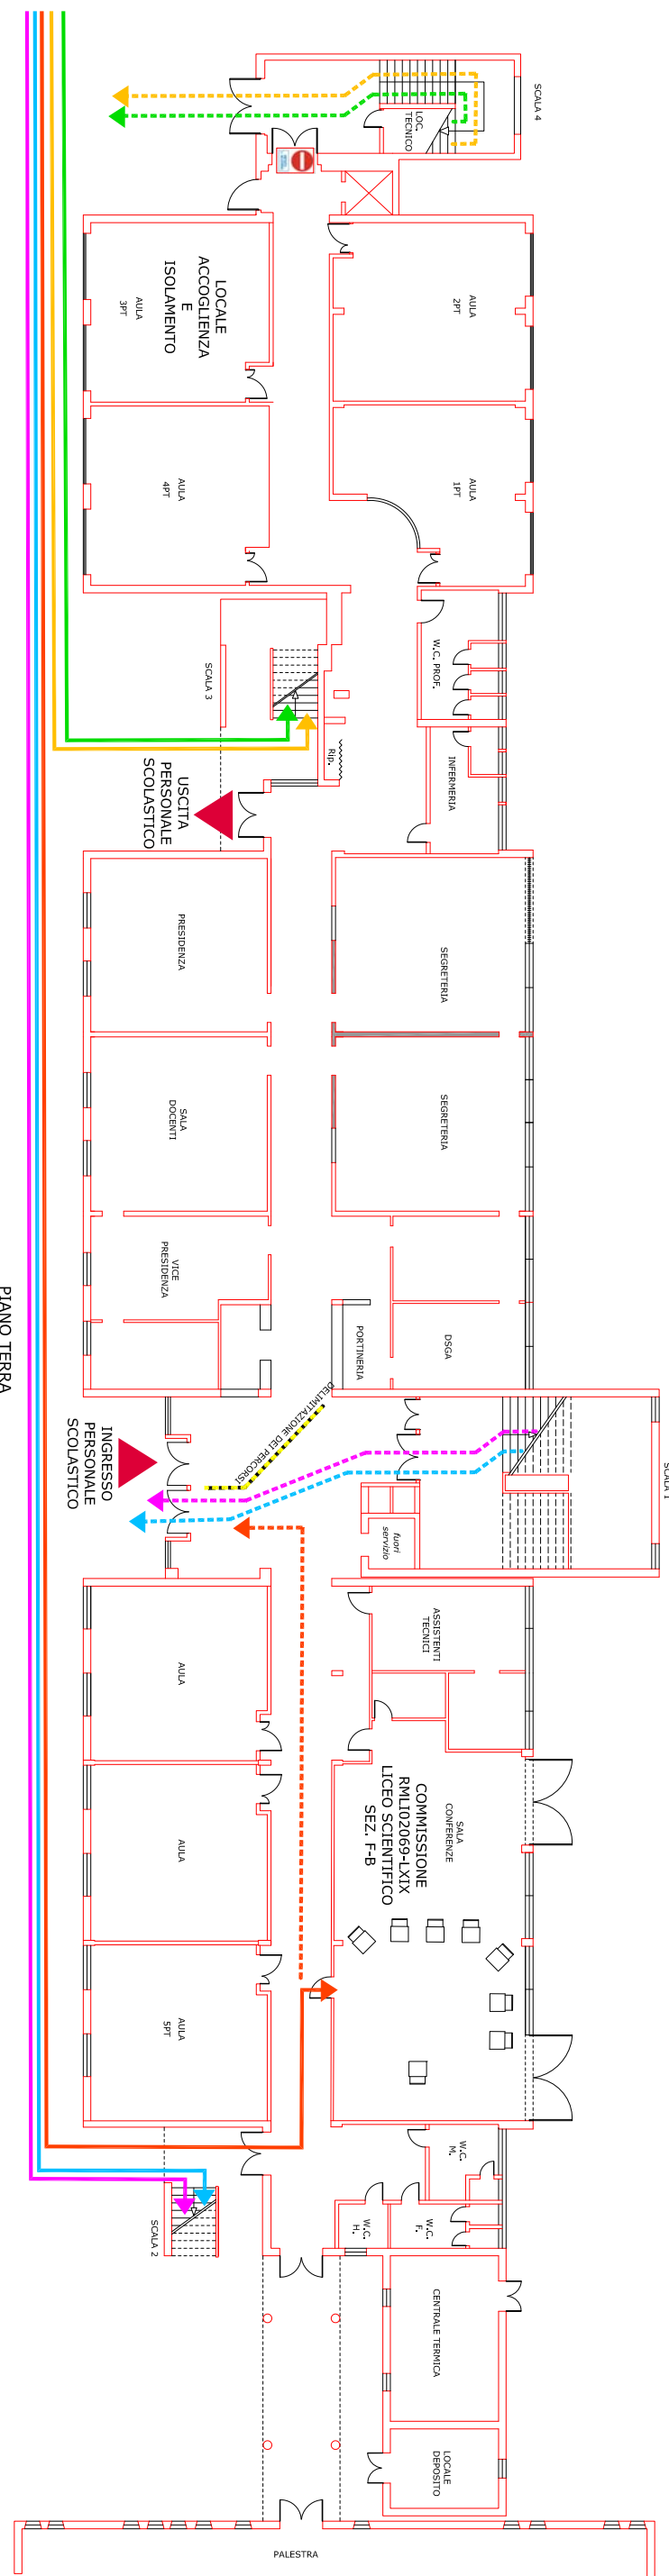 SCALA 4
LOC.
TECNICO
LOCALE
ACCOGLIENZA
E
ISOLAMENTO
AULA
3PT
AULA
2PT
AULA
4PT
AULA
1PT
W.C. PROF.
SCALA 3
Rip.
INFERMERIA
USCITA
PERSONALE
SCOLASTICO
PRESIDENZA
SEGRETERIA
SALA
DOCENTI
SEGRETERIA
VICE
PRESIDENZA
PORTINERIA
DSGA
PIANO TERRA
DELIMITAZIONE DEI PERCORSI
INGRESSO
PERSONALE
SCOLASTICO
SCALA 1
fuori
servizio
AULA
ASSISTENTI
TECNICI
AULA
SALA
CONFERENZE
COMMISSIONE
RMLI02069-LXIX
LICEO SCIENTIFICO
SEZ. F-B
AULA
5PT
W.C.
M.
W.C.
F.
W.C.
H.
SCALA 2
CENTRALE TERMICA
LOCALE
DEPOSITO
PALESTRA